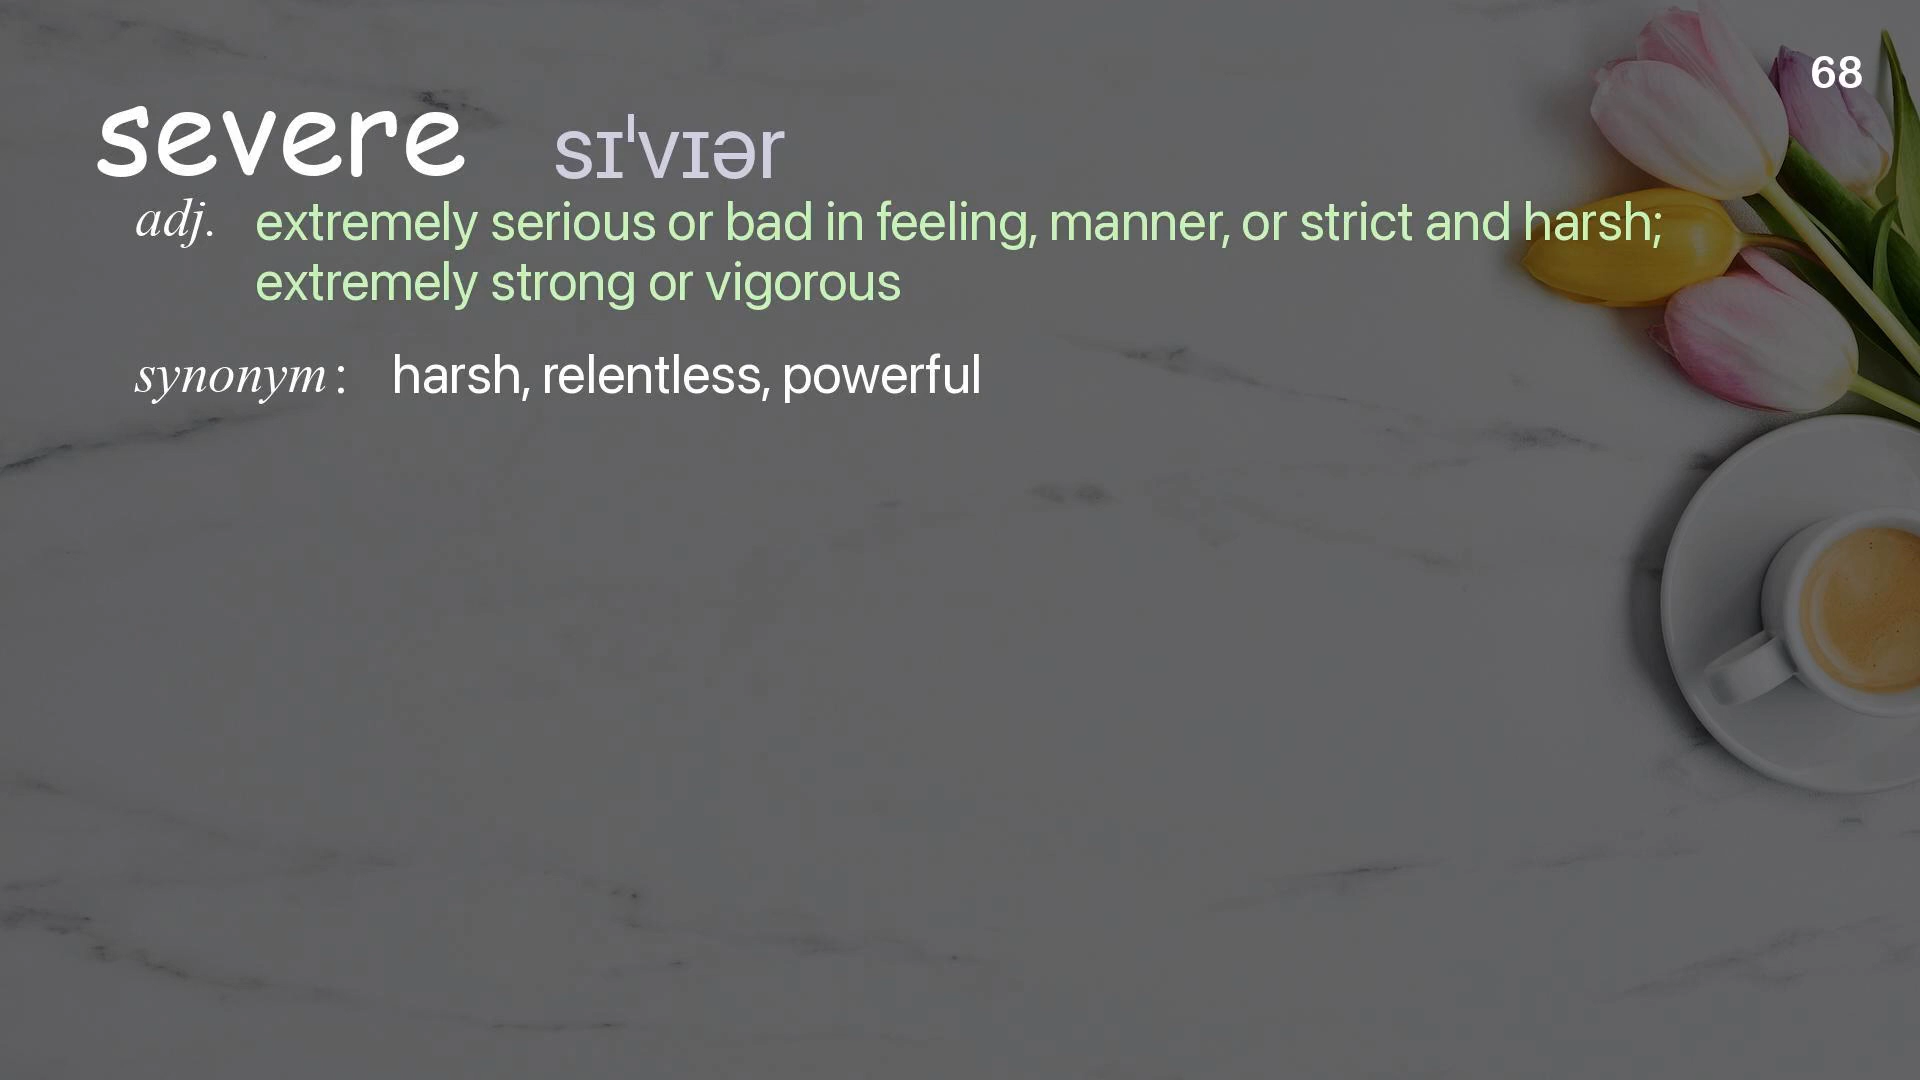 68
severe sɪˈvɪər
adj. extremely serious or bad in feeling, manner, or strict and harsh;
extremely strong or vigorous
synonym : harsh, relentless, powerful